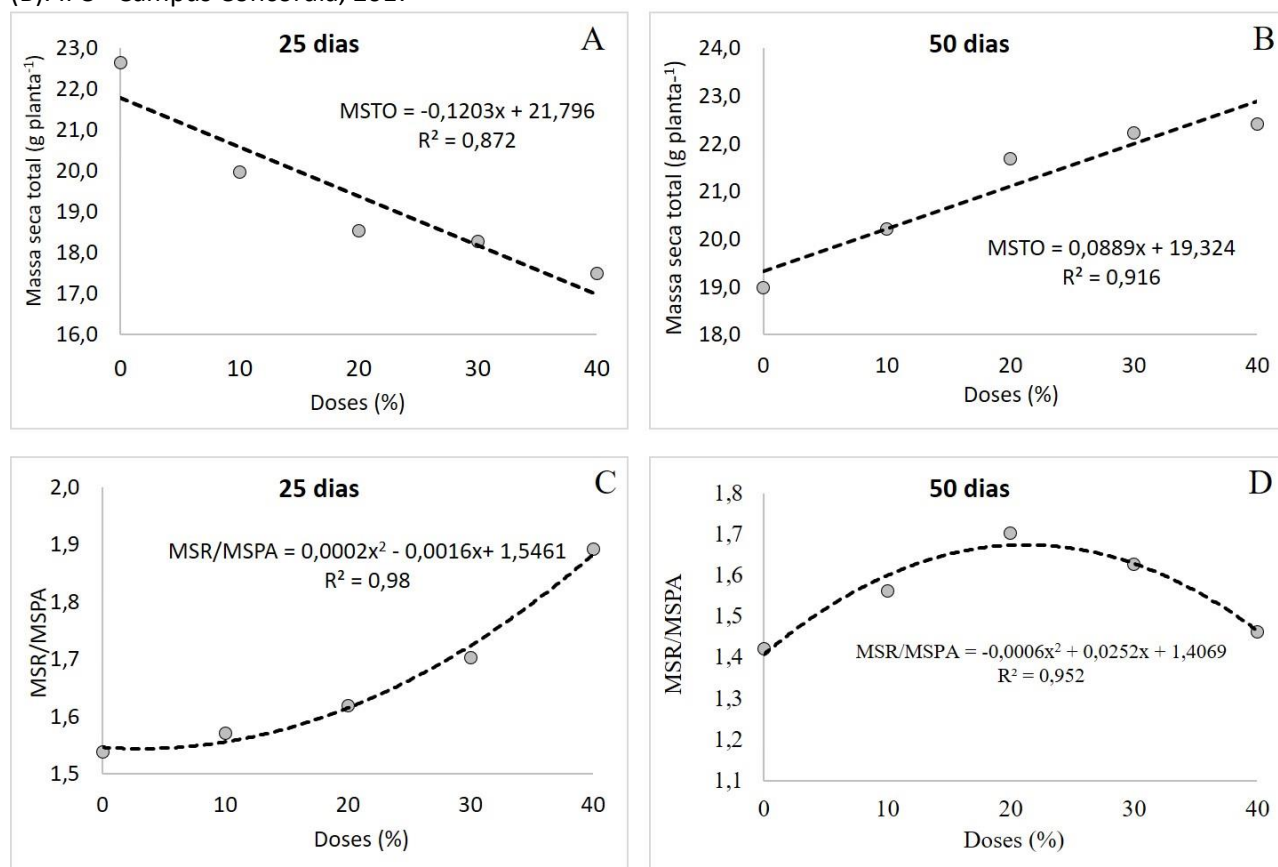 25 dias
A
Massa seca total (g planta⁻¹)
23,0
22,0
21,0
20,0
19,0
18,0
17,0
16,0
MSTO = -0,1203x + 21,796
R² = 0,872
0 10 20 30 40
Doses (%)
50 dias
B
Massa seca total (g planta-¹)
24,0
23,0
22,0
21,0
20,0
19,0
18,0
MSTO = 0,0889x + 19,324
R² = 0,916
0 10 20 30 40
Doses (%)
25 dias
C
MSR/MSPA
2,0
1,9
1,8
1,7
1,6
1,5
MSR/MSPA = 0,0002x² - 0,0016x+ 1,5461
R² = 0,98
0 10 20 30 40
Doses (%)
50 dias
D
MSR/MSPA
1,8
1,7
1,6
1,5
1,4
1,3
1,2
1,1
MSR/MSPA = -0,0006x² + 0,0252x + 1,4069
R² = 0,952
0 10 20 30 40
Doses (%)